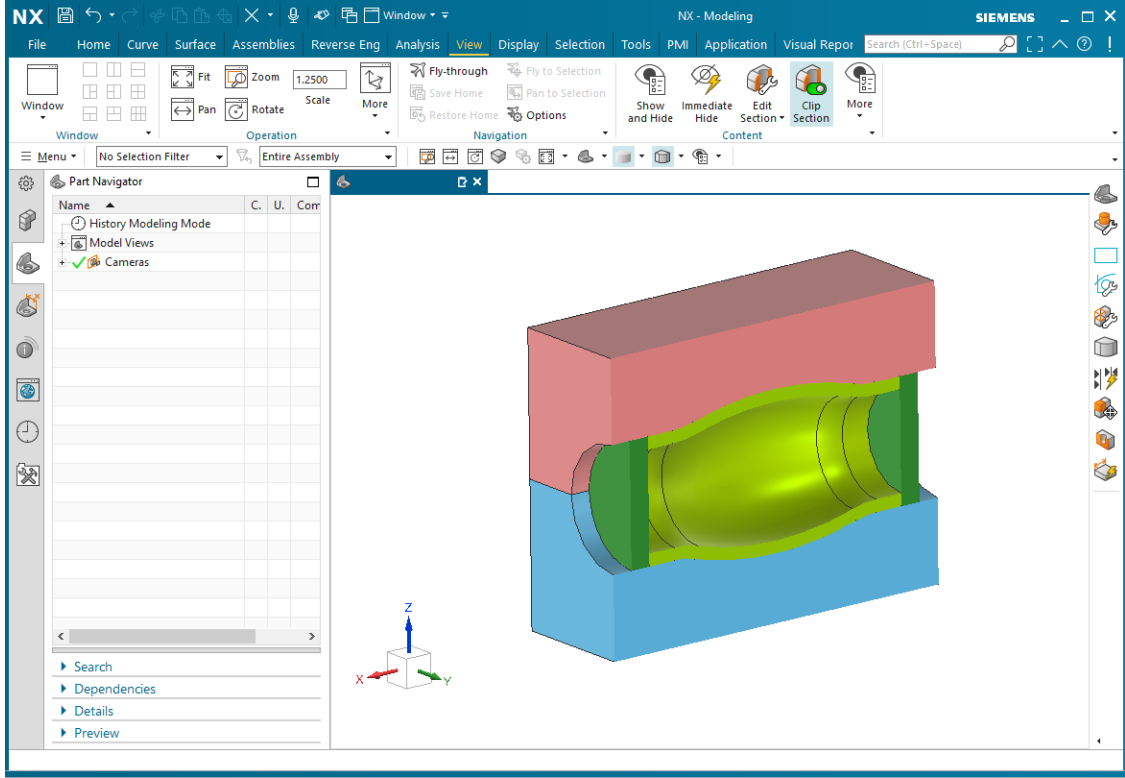 NX Window NX - Modeling SIEMENS
File Home Curve Surface Assemblies Reverse Eng Analysis View Display Selection Tools PMI Application Visual Repor Search (Ctrl+Space)
Window
Fit
Pan
Zoom
Rotate
1.2500
Scale
More
Fly-through
Save Home
Restore Home
Fly to Selection
Pan to Selection
Options
Show and Hide
Immediate Hide
Edit Section
Clip Section
More
Window Operation Navigation Content
Menu No Selection Filter Entire Assembly
Part Navigator
Name C. U. Com
History Modeling Mode
Model Views
Cameras
Search
Dependencies
Details
Preview
Z
X
Y